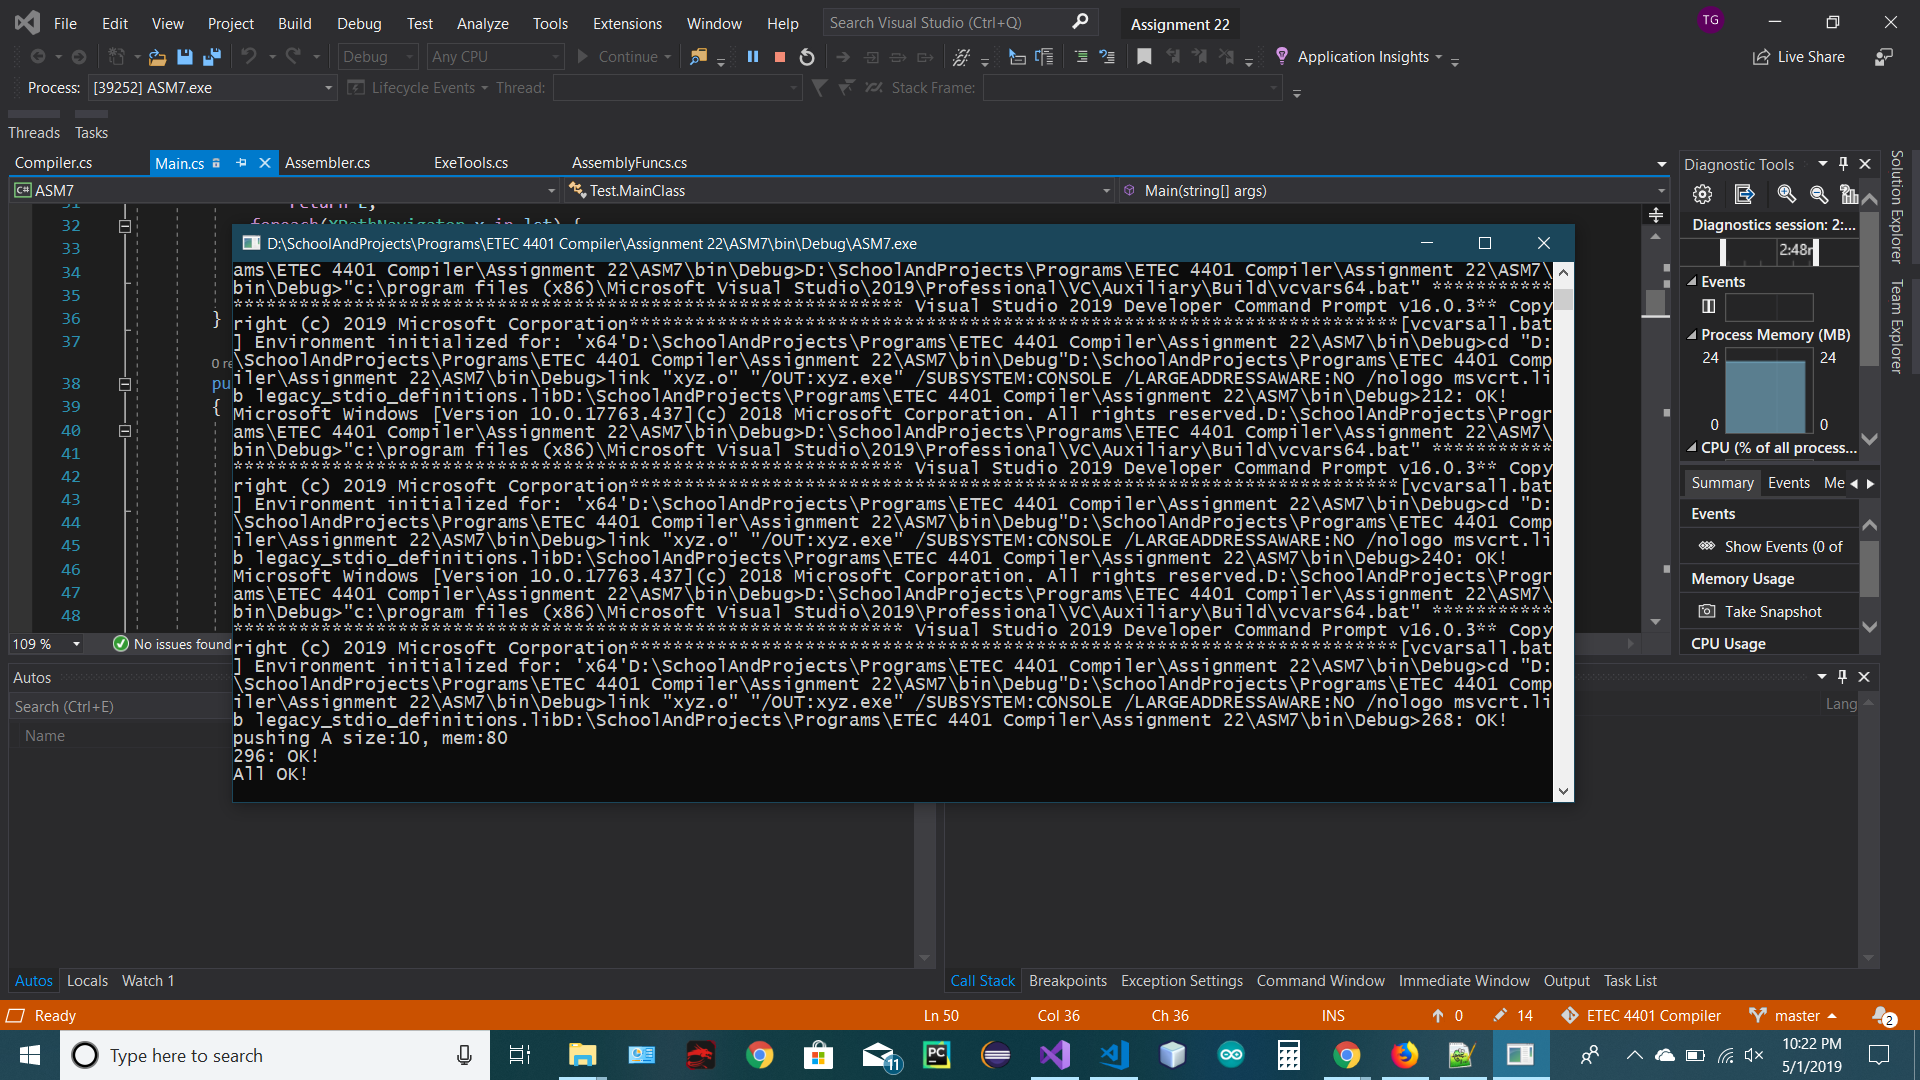 File Edit View Project Build Debug Test Analyze Tools Extensions Window Help Search Visual Studio (Ctrl+Q) Assignment 22 TG
Debug Any CPU Continue Application Insights Live Share
Process: [39252] ASM7.exe Lifecycle Events Thread: Stack Frame:
Threads Tasks
Compiler.cs Main.cs Assembler.cs ExeTools.cs AssemblyFuncs.cs
C# ASM7 Test.MainClass Main(string[] args)
32
33
34
35
36 }
37
0 re
38 pu
39 {
40
41
42
43
44
45
46
47
48
109 % No issues found
D:\SchoolAndProjects\Programs\ETEC 4401 Compiler\Assignment 22\ASM7\bin\Debug\ASM7.exe
ams\ETEC 4401 Compiler\Assignment 22\ASM7\bin\Debug>D:\SchoolAndProjects\Programs\ETEC 4401 Compiler\Assignment 22\ASM7\
bin\Debug>"c:\program files (x86)\Microsoft Visual Studio\2019\Professional\VC\Auxiliary\Build\vcvars64.bat" ***********
************************************************************* Visual Studio 2019 Developer Command Prompt v16.0.3** Copy
right (c) 2019 Microsoft Corporation**********************************************************************[vcvarsall.bat
] Environment initialized for: 'x64'D:\SchoolAndProjects\Programs\ETEC 4401 Compiler\Assignment 22\ASM7\bin\Debug>cd "D:
\SchoolAndProjects\Programs\ETEC 4401 Compiler\Assignment 22\ASM7\bin\Debug"D:\SchoolAndProjects\Programs\ETEC 4401 Comp
iler\Assignment 22\ASM7\bin\Debug>link "xyz.o" "/OUT:xyz.exe" /SUBSYSTEM:CONSOLE /LARGEADDRESSAWARE:NO /nologo msvcrt.li
b legacy_stdio_definitions.libD:\SchoolAndProjects\Programs\ETEC 4401 Compiler\Assignment 22\ASM7\bin\Debug>212: OK!
Microsoft Windows [Version 10.0.17763.437](c) 2018 Microsoft Corporation. All rights reserved.D:\SchoolAndProjects\Progr
ams\ETEC 4401 Compiler\Assignment 22\ASM7\bin\Debug>D:\SchoolAndProjects\Programs\ETEC 4401 Compiler\Assignment 22\ASM7\
bin\Debug>"c:\program files (x86)\Microsoft Visual Studio\2019\Professional\VC\Auxiliary\Build\vcvars64.bat" ***********
************************************************************* Visual Studio 2019 Developer Command Prompt v16.0.3** Copy
right (c) 2019 Microsoft Corporation**********************************************************************[vcvarsall.bat
] Environment initialized for: 'x64'D:\SchoolAndProjects\Programs\ETEC 4401 Compiler\Assignment 22\ASM7\bin\Debug>cd "D:
\SchoolAndProjects\Programs\ETEC 4401 Compiler\Assignment 22\ASM7\bin\Debug"D:\SchoolAndProjects\Programs\ETEC 4401 Comp
iler\Assignment 22\ASM7\bin\Debug>link "xyz.o" "/OUT:xyz.exe" /SUBSYSTEM:CONSOLE /LARGEADDRESSAWARE:NO /nologo msvcrt.li
b legacy_stdio_definitions.libD:\SchoolAndProjects\Programs\ETEC 4401 Compiler\Assignment 22\ASM7\bin\Debug>240: OK!
Microsoft Windows [Version 10.0.17763.437](c) 2018 Microsoft Corporation. All rights reserved.D:\SchoolAndProjects\Progr
ams\ETEC 4401 Compiler\Assignment 22\ASM7\bin\Debug>D:\SchoolAndProjects\Programs\ETEC 4401 Compiler\Assignment 22\ASM7\
bin\Debug>"c:\program files (x86)\Microsoft Visual Studio\2019\Professional\VC\Auxiliary\Build\vcvars64.bat" ***********
************************************************************* Visual Studio 2019 Developer Command Prompt v16.0.3** Copy
right (c) 2019 Microsoft Corporation**********************************************************************[vcvarsall.bat
] Environment initialized for: 'x64'D:\SchoolAndProjects\Programs\ETEC 4401 Compiler\Assignment 22\ASM7\bin\Debug>cd "D:
\SchoolAndProjects\Programs\ETEC 4401 Compiler\Assignment 22\ASM7\bin\Debug"D:\SchoolAndProjects\Programs\ETEC 4401 Comp
iler\Assignment 22\ASM7\bin\Debug>link "xyz.o" "/OUT:xyz.exe" /SUBSYSTEM:CONSOLE /LARGEADDRESSAWARE:NO /nologo msvcrt.li
b legacy_stdio_definitions.libD:\SchoolAndProjects\Programs\ETEC 4401 Compiler\Assignment 22\ASM7\bin\Debug>268: OK!
pushing A size:10, mem:80
296: OK!
All OK!
Diagnostic Tools
Diagnostics session: 2:...
2:48m
Events
Process Memory (MB)
24 24
0 0
CPU (% of all process...
Summary Events Me
Events
Show Events (0 of
Memory Usage
Take Snapshot
CPU Usage
Solution Explorer
Team Explorer
Autos
Search (Ctrl+E)
Name
Lang
Autos Locals Watch 1
Call Stack Breakpoints Exception Settings Command Window Immediate Window Output Task List
Ready Ln 50 Col 36 Ch 36 INS 0 14 ETEC 4401 Compiler master 2
Type here to search 11 PC 10:22 PM
5/1/2019